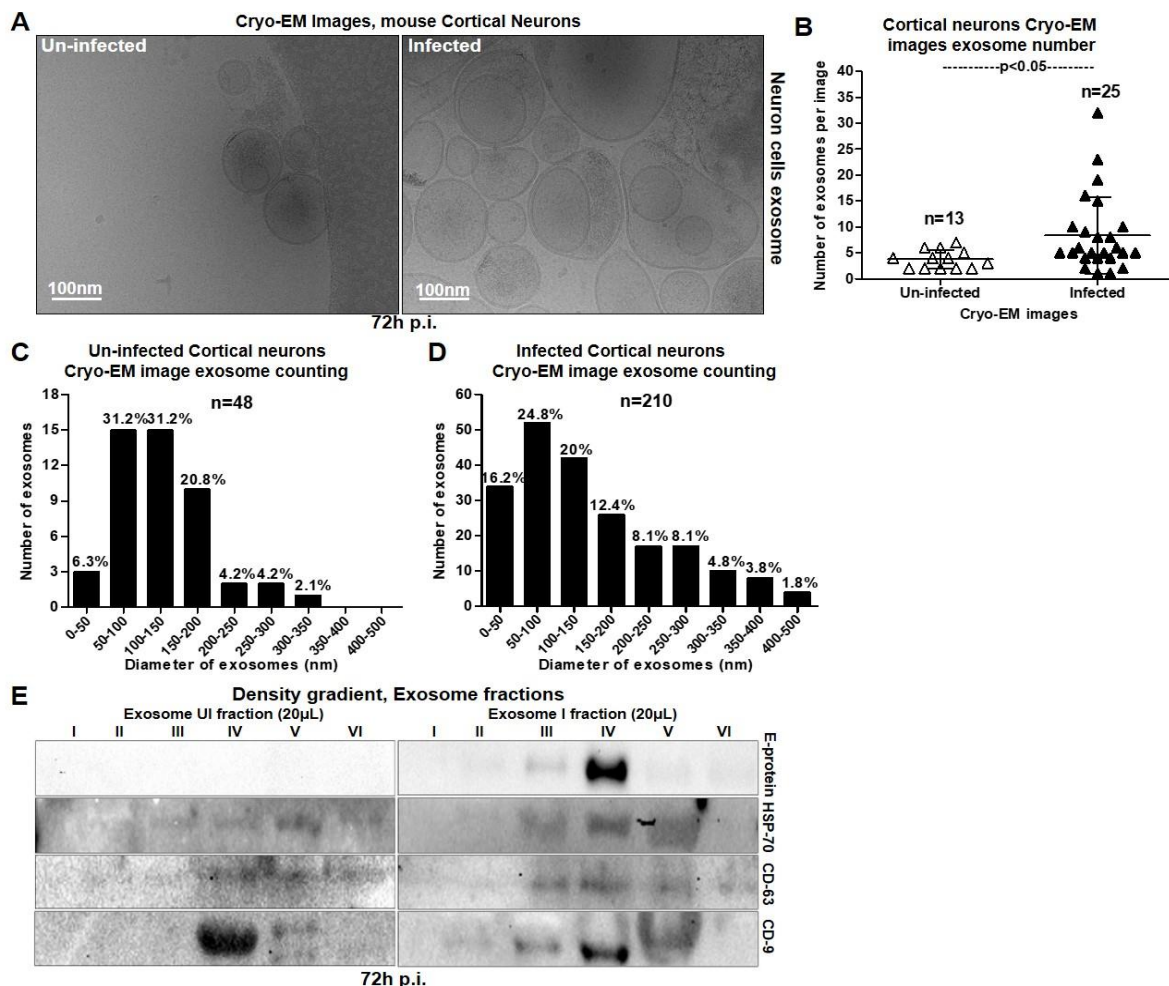 A
Cryo-EM Images, mouse Cortical Neurons
Un-infected
Infected
Neuron cells exosome
100nm
100nm
72h p.i.
B
Cortical neurons Cryo-EM
images exosome number
-----------p<0.05---------
Number of exosomes per image
40
35
30
25
20
15
10
5
0
n=13
n=25
Un-infected
Infected
Cryo-EM images
C
Un-infected Cortical neurons
Cryo-EM image exosome counting
n=48
Number of exosomes
18
15
12
9
6
3
0
6.3%
31.2%
31.2%
20.8%
4.2%
4.2%
2.1%
0-50
50-100
100-150
150-200
200-250
250-300
300-350
350-400
400-500
Diameter of exosomes (nm)
D
Infected Cortical neurons
Cryo-EM image exosome counting
n=210
Number of exosomes
60
50
40
30
20
10
0
16.2%
24.8%
20%
12.4%
8.1%
8.1%
4.8%
3.8%
1.8%
0-50
50-100
100-150
150-200
200-250
250-300
300-350
350-400
400-500
Diameter of exosomes (nm)
E
Density gradient, Exosome fractions
Exosome UI fraction (20µL)
Exosome I fraction (20µL)
I II III IV V VI
I II III IV V VI
E-protein
HSP-70
CD-63
CD-9
72h p.i.